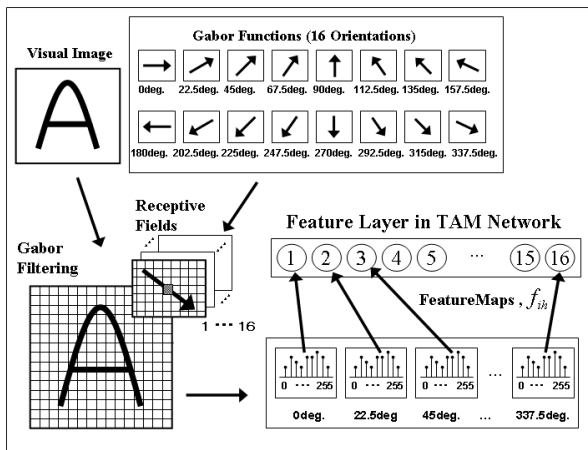 Gabor Functions (16 Orientations)
Visual Image
A
0deg. 22.5deg. 45deg. 67.5deg. 90deg. 112.5deg. 135deg. 157.5deg.
180deg. 202.5deg. 225deg. 247.5deg. 270deg. 292.5deg. 315deg. 337.5deg.
Receptive
Fields
Gabor
Filtering
1 ···· 16
A
Feature Layer in TAM Network
1 2 3 4 5 ··· 15 16
FeatureMaps , f_ih
0 ··· 255 0 ··· 255 0 ··· 255 ... 0 ··· 255
0deg. 22.5deg 45deg. ... 337.5deg.